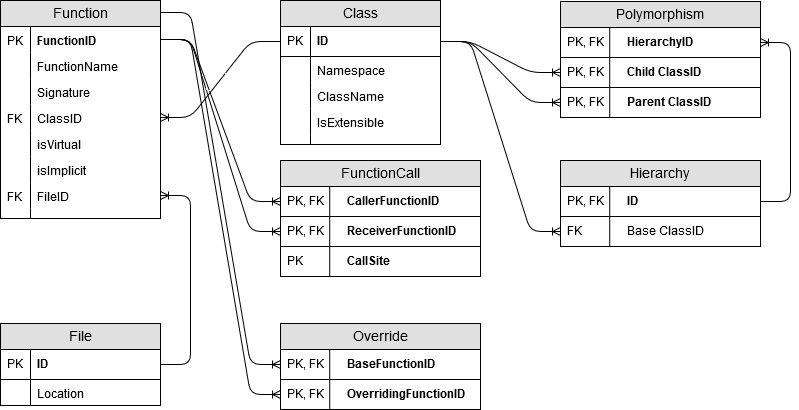 Function
PK FunctionID
FunctionName
Signature
FK ClassID
isVirtual
isImplicit
FK FileID
Class
PK ID
Namespace
ClassName
IsExtensible
Polymorphism
PK, FK HierarchyID
PK, FK Child ClassID
PK, FK Parent ClassID
FunctionCall
PK, FK CallerFunctionID
PK, FK ReceiverFunctionID
PK CallSite
Hierarchy
PK, FK ID
FK Base ClassID
File
PK ID
Location
Override
PK, FK BaseFunctionID
PK, FK OverridingFunctionID